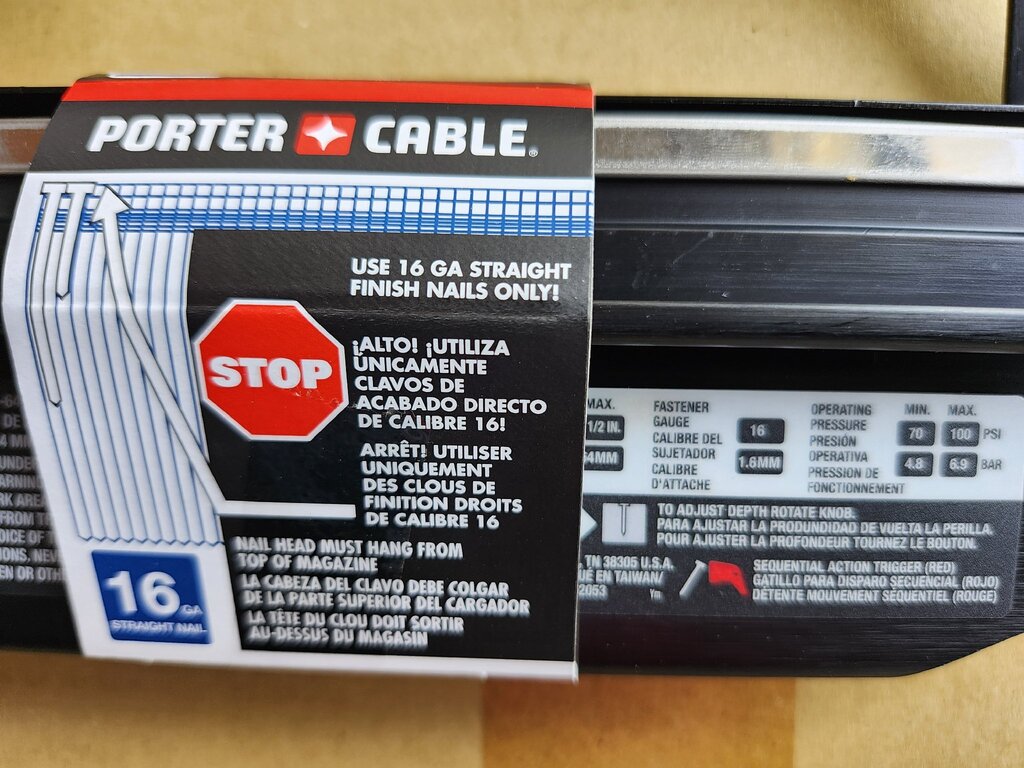 PORTER CABLE
USE 16 GA STRAIGHT
FINISH NAILS ONLY!
STOP
¡ALTO! ¡UTILIZA
ÚNICAMENTE
CLAVOS DE
ACABADO DIRECTO
DE CALIBRE 16!
ARRÊT! UTILISER
UNIQUEMENT
DES CLOUS DE
FINITION DROITS
DE CALIBRE 16
NAIL HEAD MUST HANG FROM
TOP OF MAGAZINE
LA CABEZA DEL CLAVO DEBE COLGAR
DE LA PARTE SUPERIOR DEL CARGADOR
LA TÊTE DU CLOU DOIT SORTIR
AU-DESSUS DU MAGASIN
16 GA
STRAIGHT NAIL
MAX.
1/2 IN.
4MM
FASTENER
GAUGE
CALIBRE DEL
SUJETADOR
CALIBRE
D'ATTACHE
16
1.6MM
OPERATING
PRESSURE
PRESIÓN
OPERATIVA
PRESSION DE
FONCTIONNEMENT
MIN. MAX.
70 100 PSI
4.8 6.9 BAR
TO ADJUST DEPTH ROTATE KNOB.
PARA AJUSTAR LA PROUNDIDAD DE VUELTA LA PERILLA.
POUR AJUSTER LA PROFONDEUR TOURNEZ LE BOUTON.
, TN 38305 U.S.A.
UÉ EN TAIWAN/
2053
SEQUENTIAL ACTION TRIGGER (RED)
GATILLO PARA DISPARO SECUENCIAL (ROJO)
DÉTENTE MOUVEMENT SÉQUENTIEL (ROUGE)